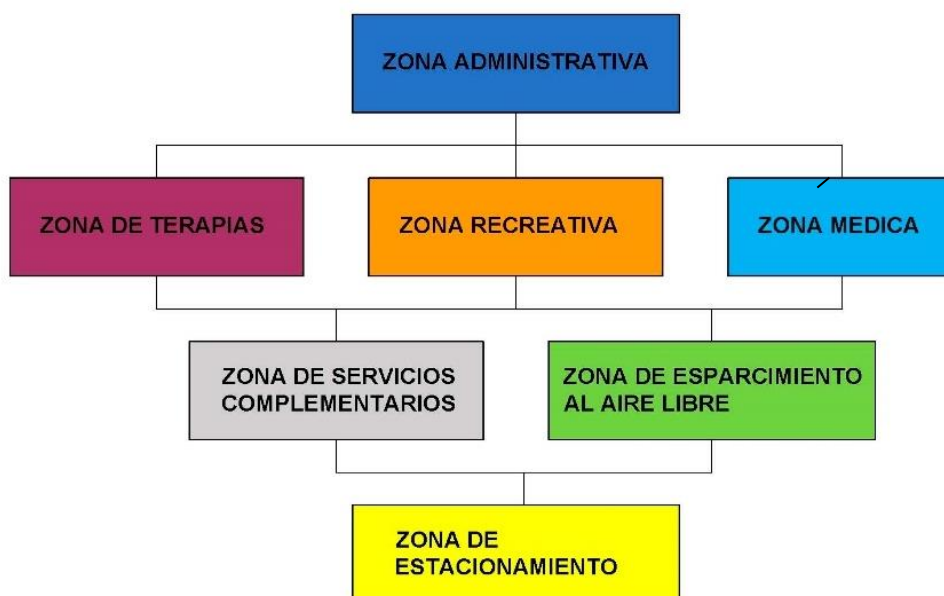 ZONA ADMINISTRATIVA
ZONA DE TERAPIAS
ZONA RECREATIVA
ZONA MEDICA
ZONA DE SERVICIOS
COMPLEMENTARIOS
ZONA DE ESPARCIMIENTO
AL AIRE LIBRE
ZONA DE
ESTACIONAMIENTO